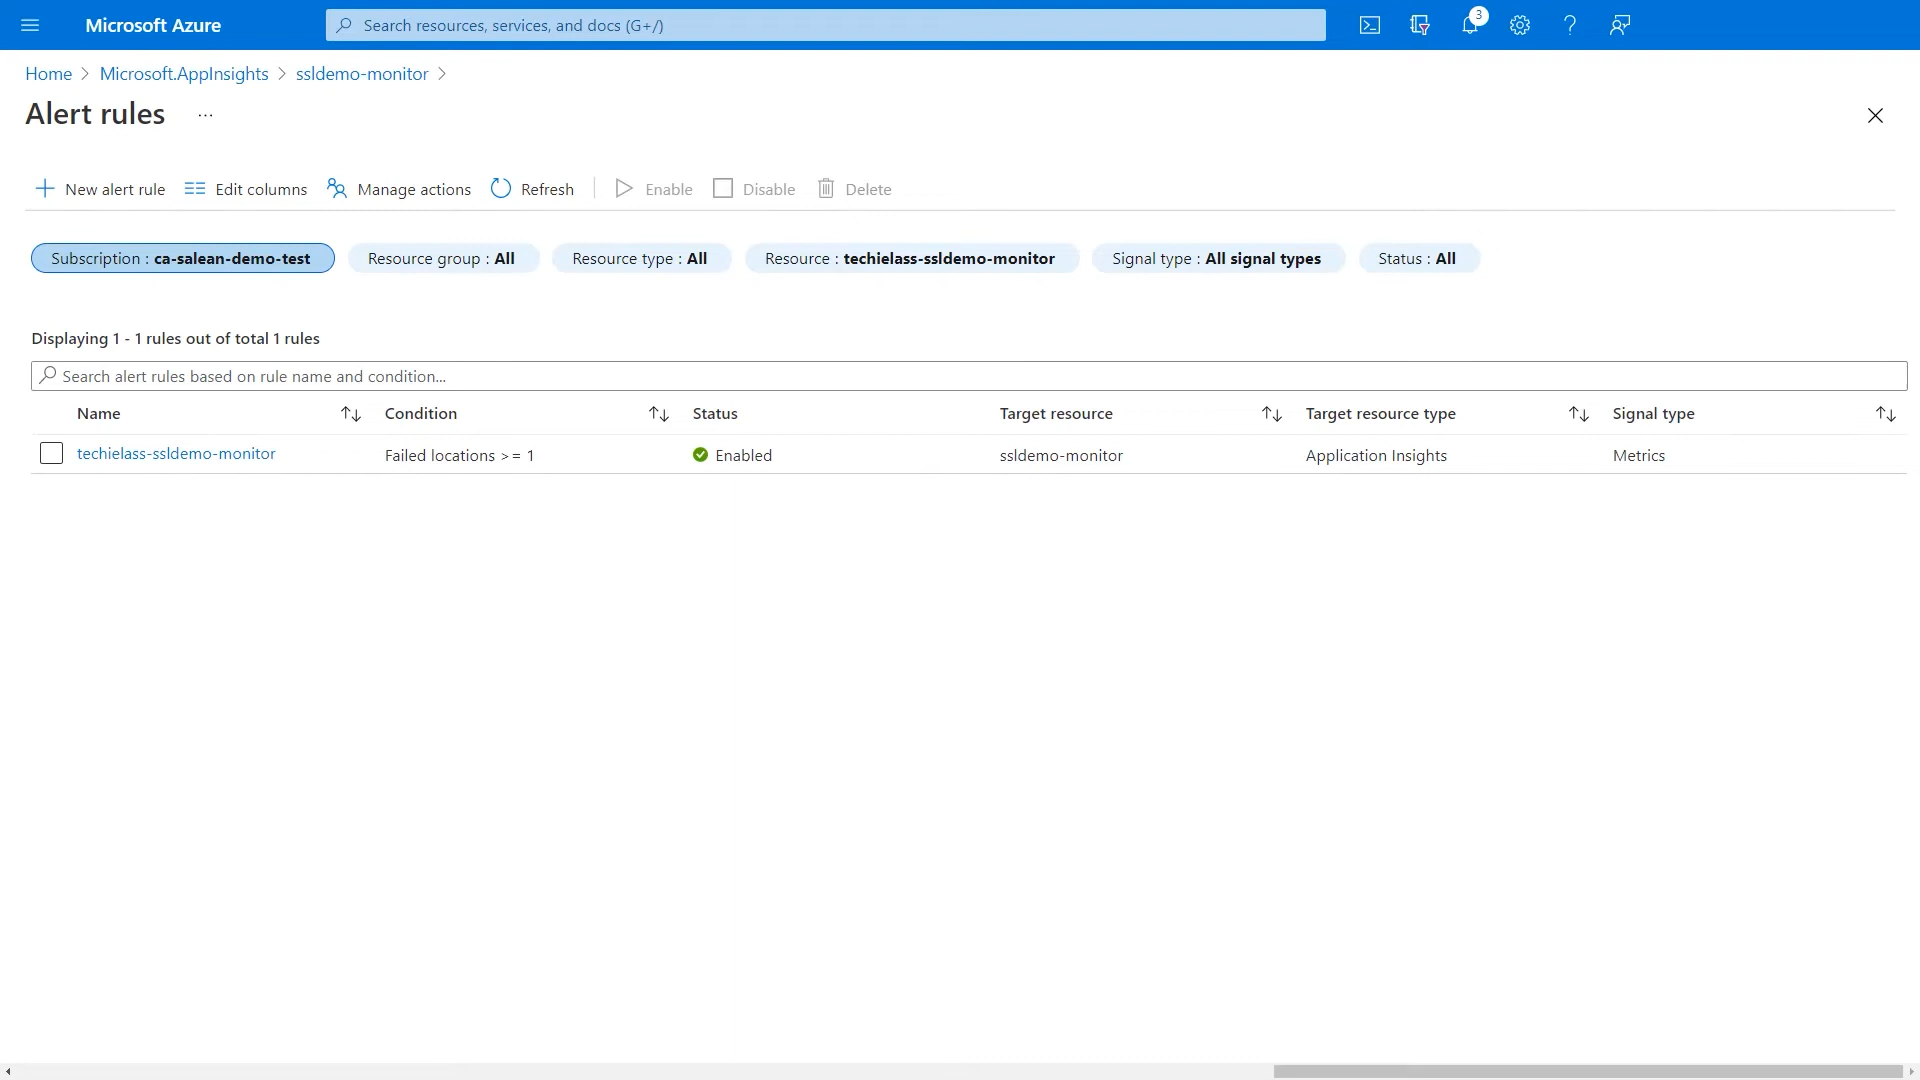 Microsoft Azure
Search resources, services, and docs (G+/)
3
Home > Microsoft.AppInsights > ssldemo-monitor >
Alert rules ...
New alert rule Edit columns Manage actions Refresh Enable Disable Delete
Subscription : ca-salean-demo-test Resource group : All Resource type : All Resource : techielass-ssldemo-monitor Signal type : All signal types Status : All
Displaying 1 - 1 rules out of total 1 rules
Search alert rules based on rule name and condition...
Name Condition Status Target resource Target resource type Signal type
techielass-ssldemo-monitor Failed locations >= 1 Enabled ssldemo-monitor Application Insights Metrics